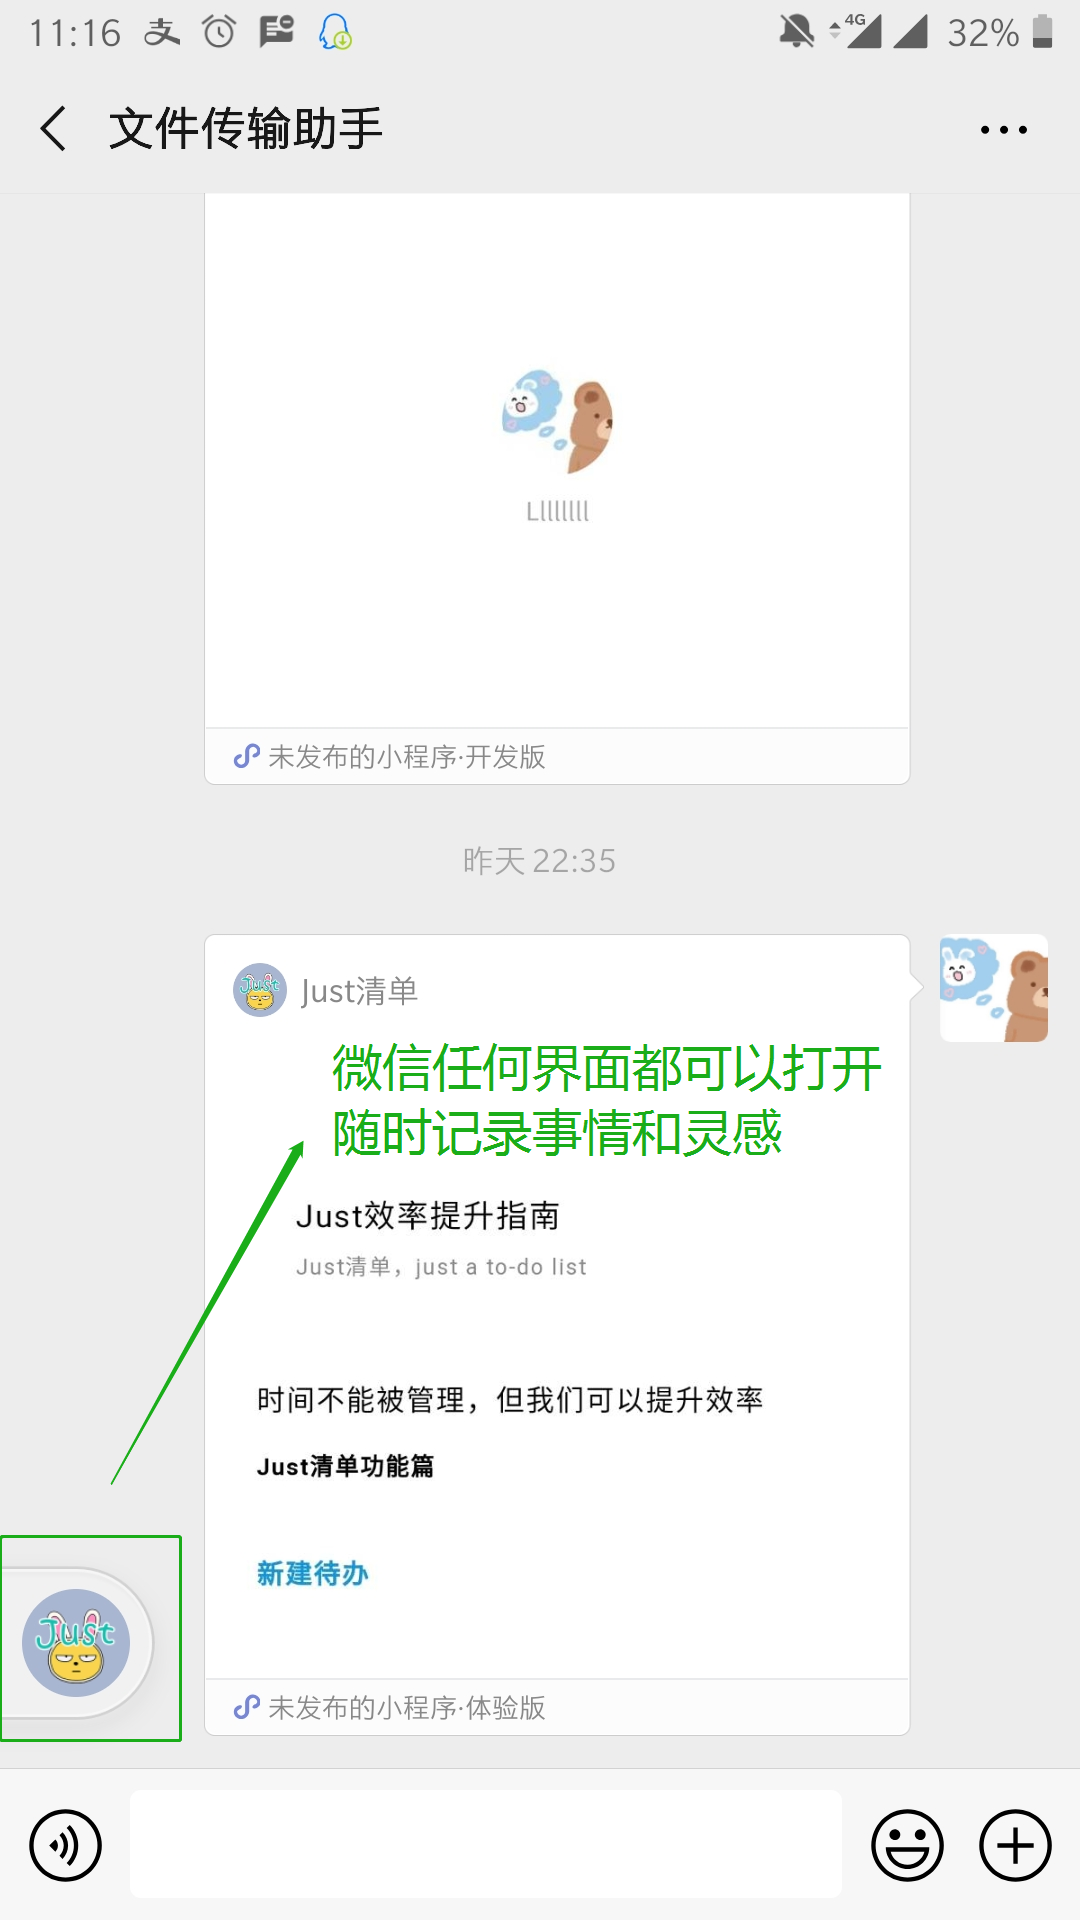 11:16
4G
32%
文件传输助手
Lllllllll
未发布的小程序·开发版
昨天 22:35
Just清单
微信任何界面都可以打开
随时记录事情和灵感
Just效率提升指南
Just清单，just a to-do list
时间不能被管理，但我们可以提升效率
Just清单功能篇
新建待办
Just
未发布的小程序·体验版